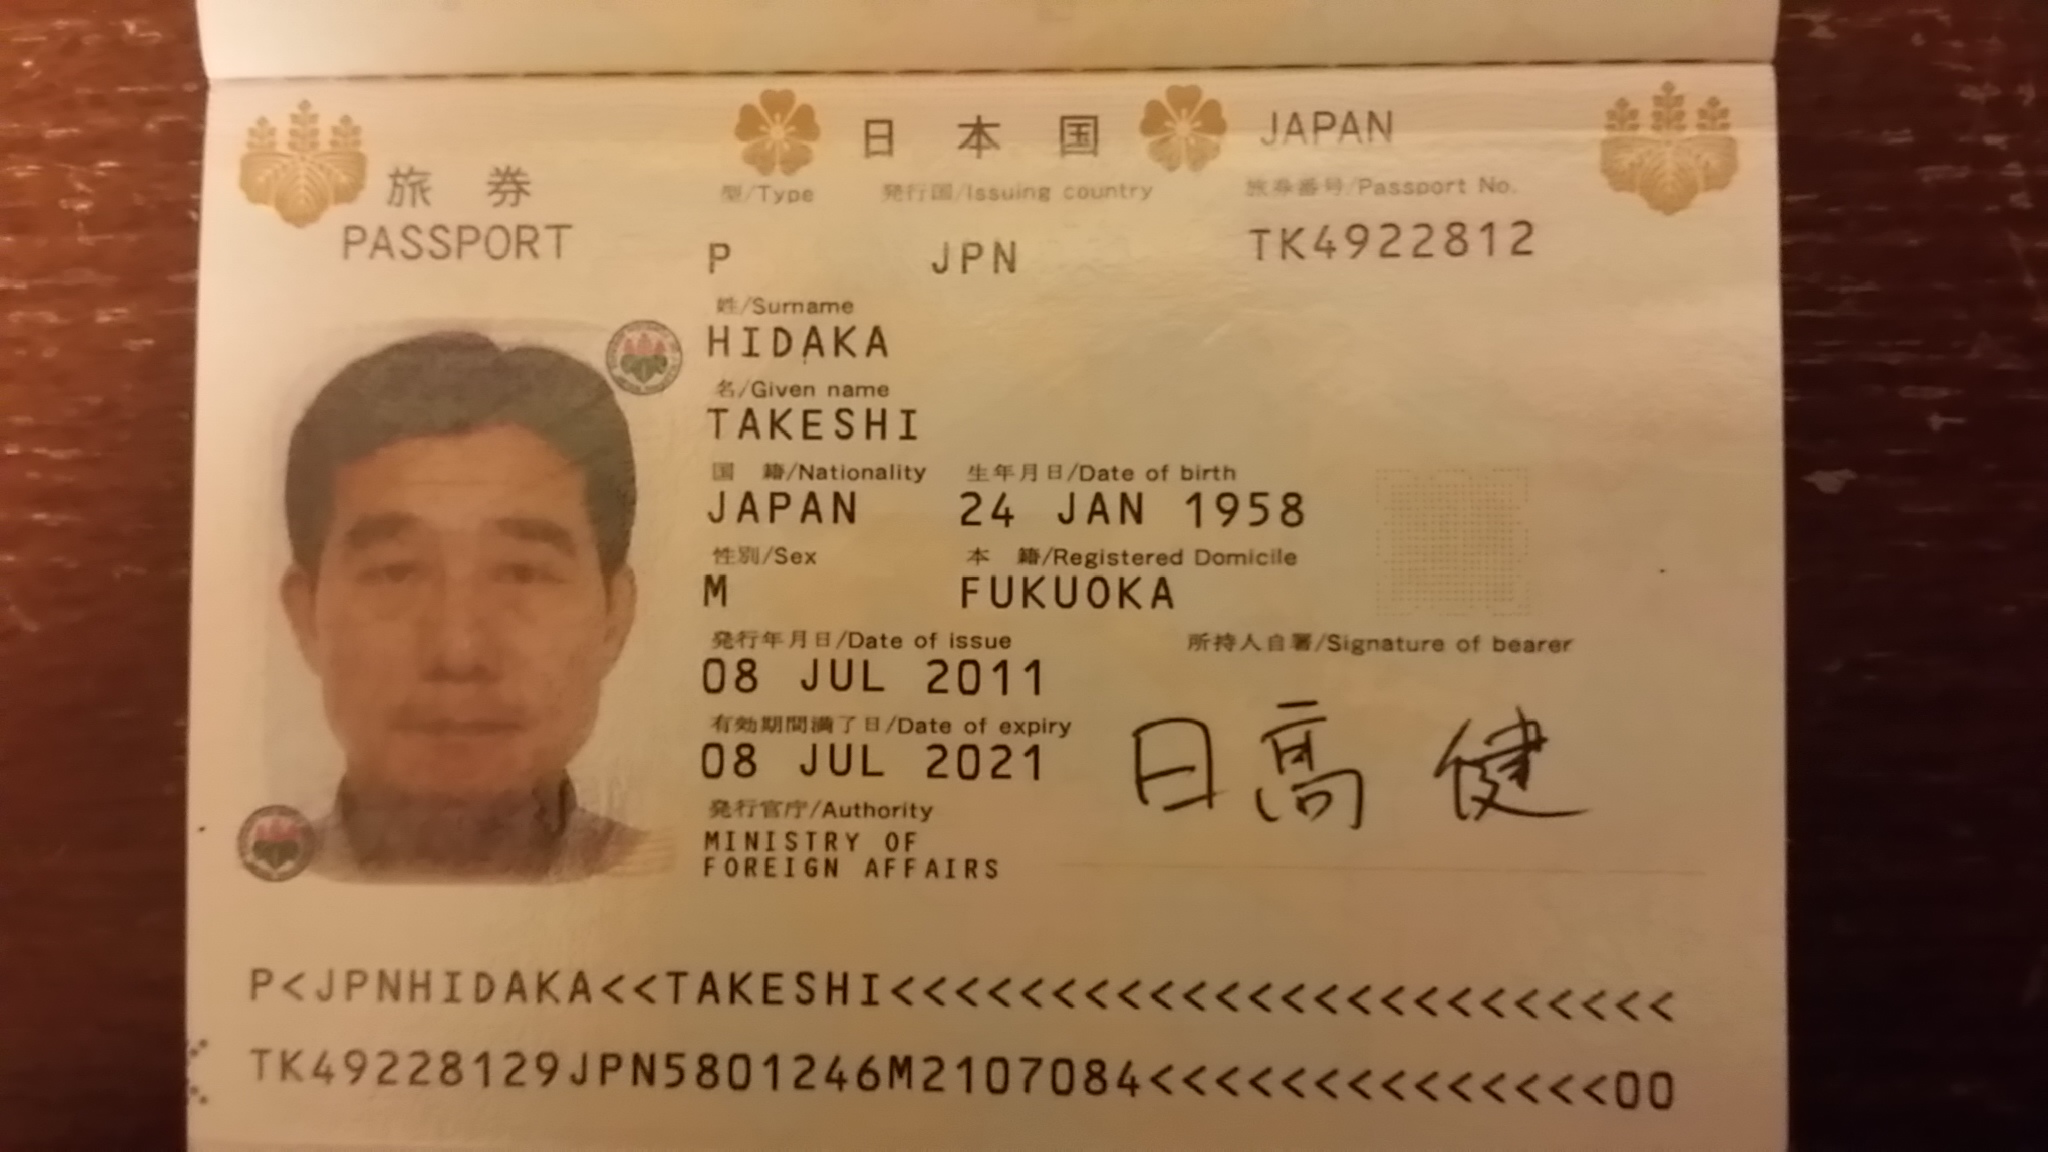 日本国 JAPAN
旅券
PASSPORT
型/Type 発行国/Issuing country 旅券番号/Passport No.
P JPN TK4922812
姓/Surname
HIDAKA
名/Given name
TAKESHI
国 籍/Nationality 生年月日/Date of birth
JAPAN 24 JAN 1958
性別/Sex 本 籍/Registered Domicile
M FUKUOKA
発行年月日/Date of issue 所持人自署/Signature of bearer
08 JUL 2011
有効期間満了日/Date of expiry
08 JUL 2021
日高 健
発行官庁/Authority
MINISTRY OF
FOREIGN AFFAIRS
P<JPNHIDAKA<<TAKESHI<<<<<<<<<<<<<<<<<<<<<<<<
TK49228129JPN5801246M2107084<<<<<<<<<<<<<<00